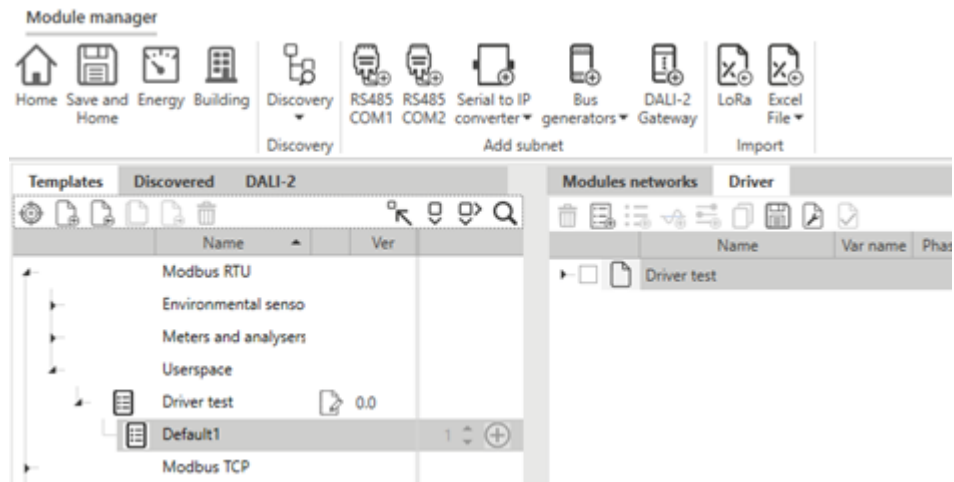 Module manager
Home Save and Energy Building Discovery RS485 RS485 Serial to IP Bus DALI-2 LoRa Excel
Home COM1 COM2 converter generators Gateway File
Discovery Add subnet Import
Templates Discovered DALI-2 Modules networks Driver
Name Ver Name Var name Phas
Modbus RTU Driver test
Environmental senso
Meters and analysers
Userspace
Driver test 0.0
Default1 1
Modbus TCP